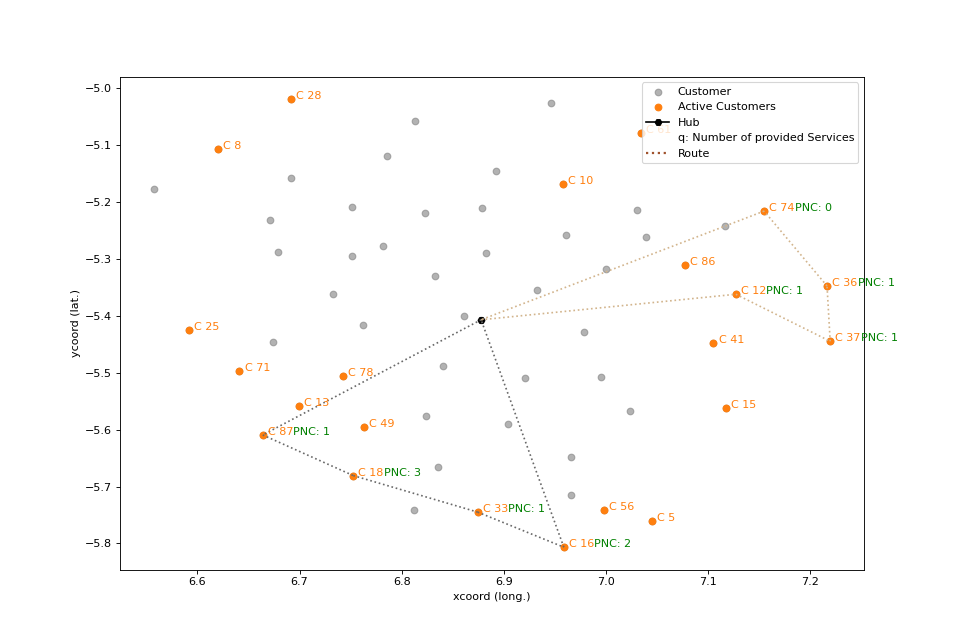 −5.0
−5.1
−5.2
−5.3
−5.4
−5.5
−5.6
−5.7
−5.8
ycoord (lat.)
6.6
6.7
6.8
6.9
7.0
7.1
7.2
xcoord (long.)
Customer
Active Customers
Hub
q: Number of provided Services
Route
C 28
C 8
C 10
C 74PNC: 0
C 86
C 36PNC: 1
C 12PNC: 1
C 25
C 41
C 37PNC: 1
C 71
C 78
C 13
C 15
C 49
C 87PNC: 1
C 18PNC: 3
C 33PNC: 1
C 56
C 5
C 16PNC: 2